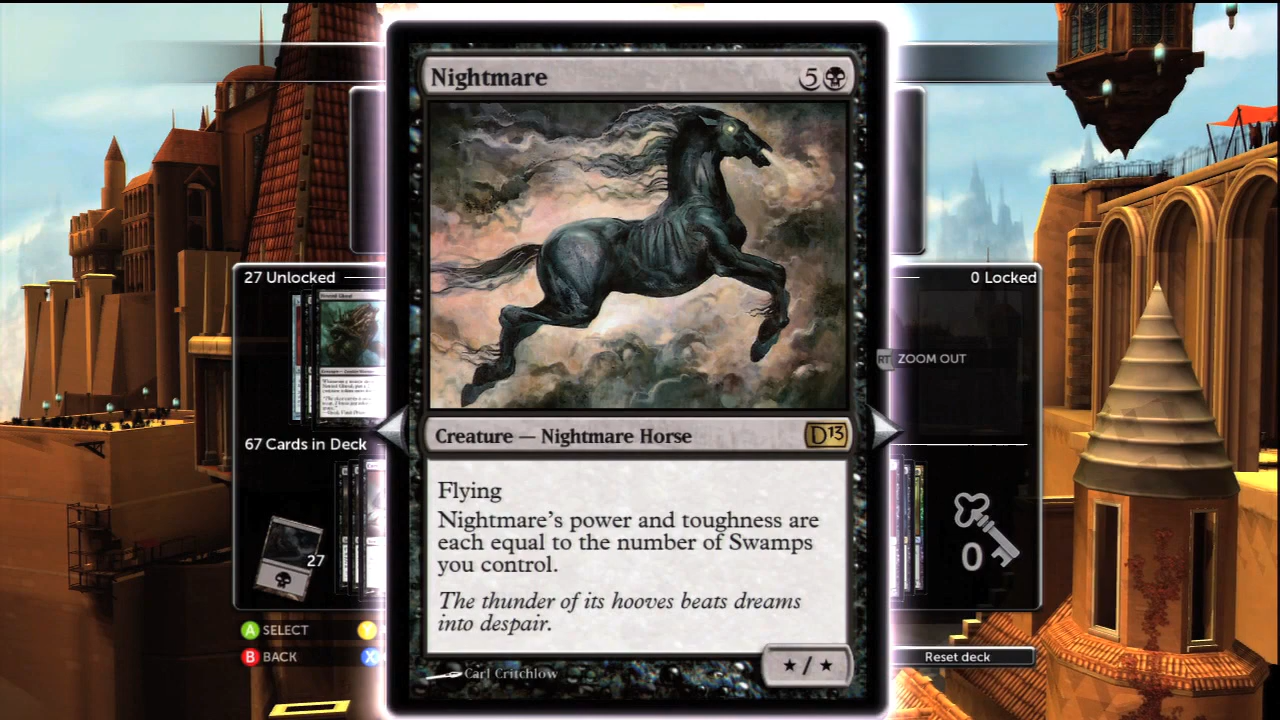 Nightmare
5
27 Unlocked
0 Locked
RT ZOOM OUT
Creature — Nightmare Horse
D13
67 Cards in Deck
Flying
Nightmare's power and toughness are
each equal to the number of Swamps
you control.
The thunder of its hooves beats dreams
into despair.
27
0
A SELECT
Y
B BACK
X
Reset deck
Carl Critchlow
★ / ★